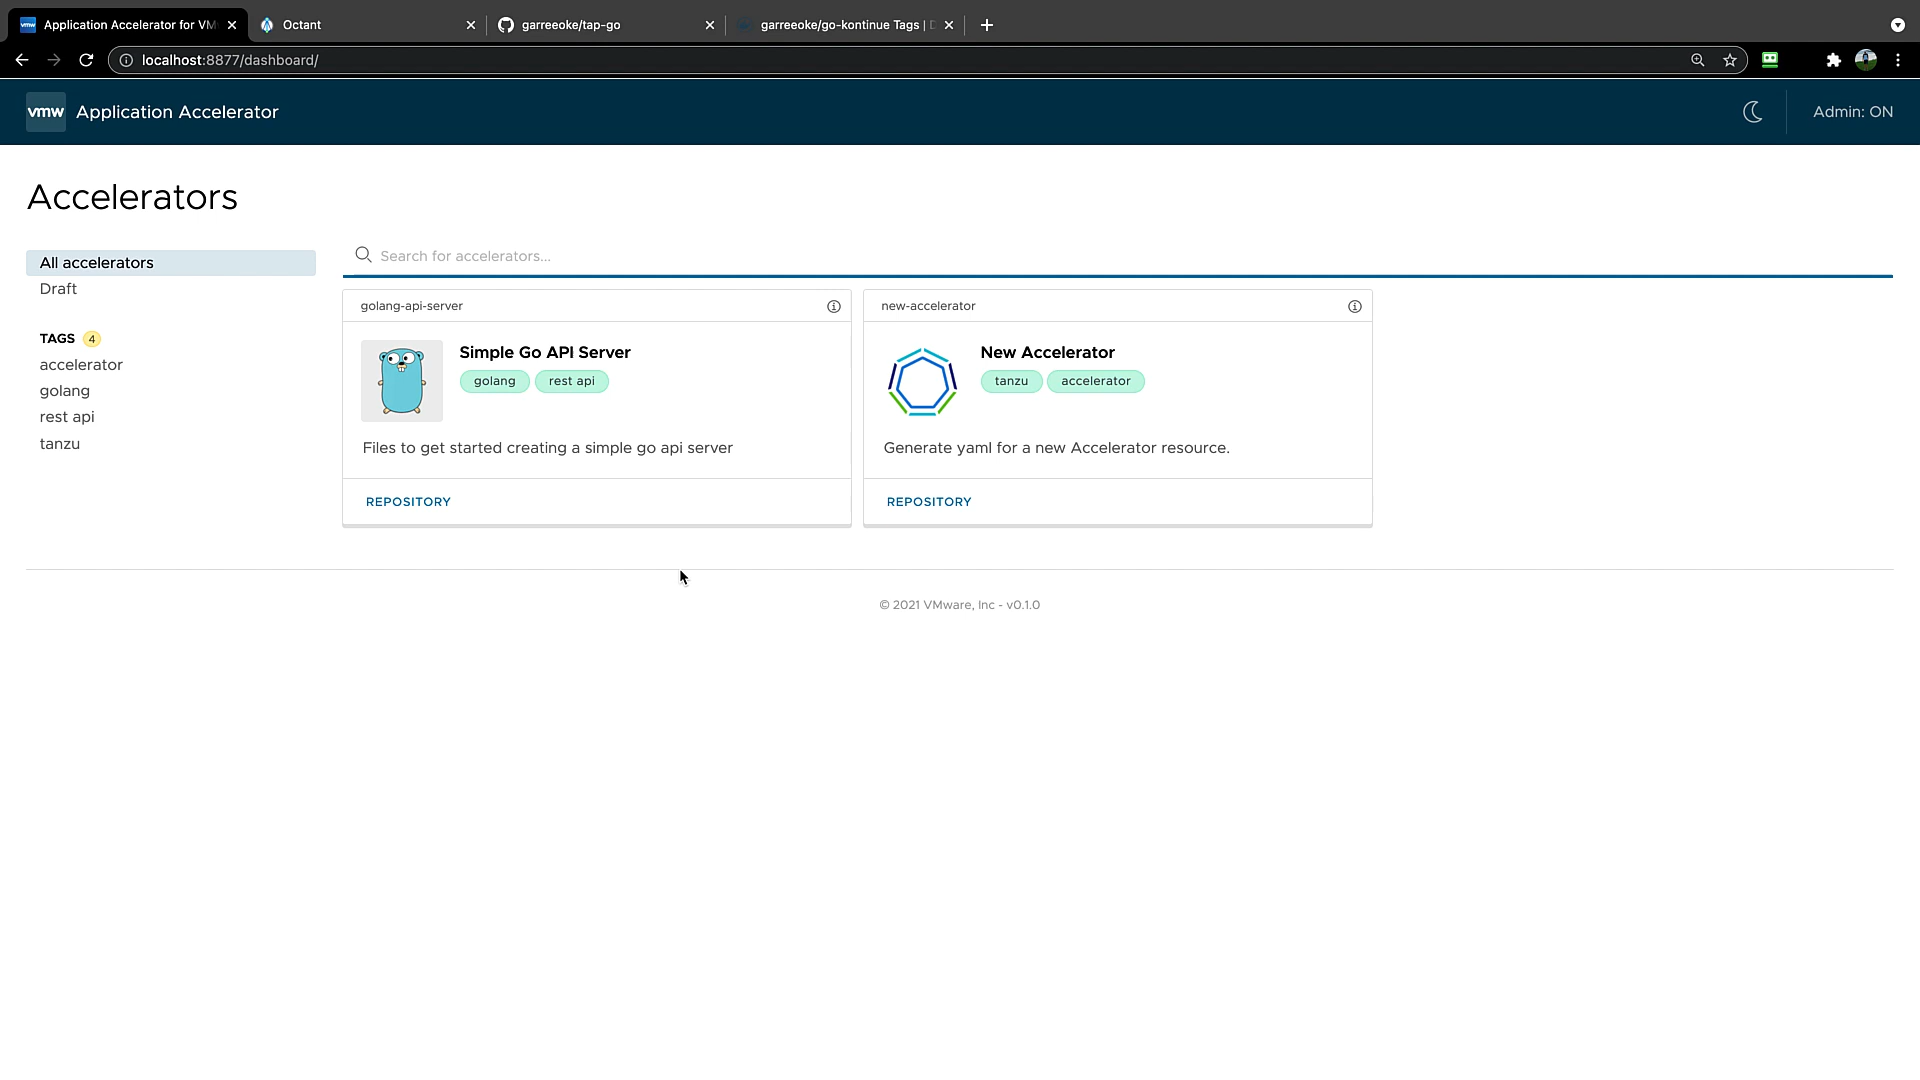 Application Accelerator for VM
Octant
garreeoke/tap-go
garreeoke/go-kontinue Tags |
localhost:8877/dashboard/
vmw Application Accelerator
Admin: ON
Accelerators
All accelerators
Draft
TAGS 4
accelerator
golang
rest api
tanzu
Search for accelerators...
golang-api-server
Simple Go API Server
golang rest api
Files to get started creating a simple go api server
REPOSITORY
new-accelerator
New Accelerator
tanzu accelerator
Generate yaml for a new Accelerator resource.
REPOSITORY
© 2021 VMware, Inc - v0.1.0